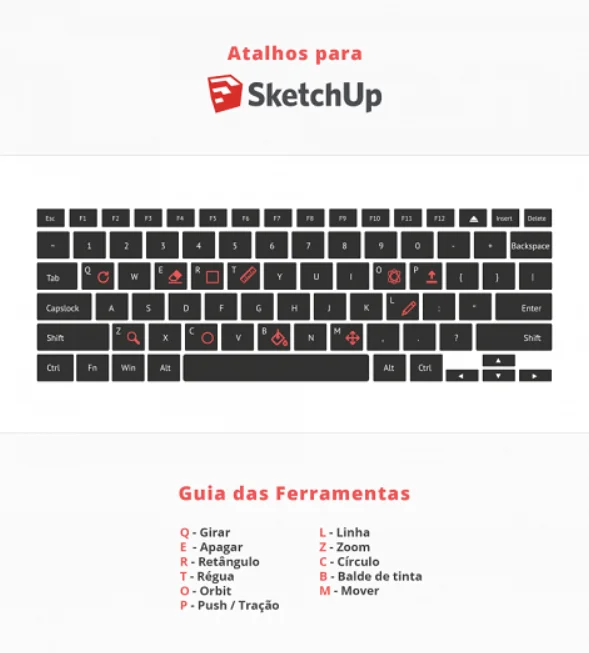 Atalhos para
SketchUp
Esc F1 F2 F3 F4 F5 F6 F7 F8 F9 F10 F11 F12 Insert Delete
~ 1 2 3 4 5 6 7 8 9 0 - + Backspace
Tab Q W E R T Y U I O P [ ] |
Capslock A S D F G H J K L : " Enter
Shift Z X C V B N M , . ? Shift
Ctrl Fn Win Alt Alt Ctrl
Guia das Ferramentas
Q - Girar
E - Apagar
R - Retângulo
T - Régua
O - Orbit
P - Push / Tração
L - Linha
Z - Zoom
C - Círculo
B - Balde de tinta
M - Mover